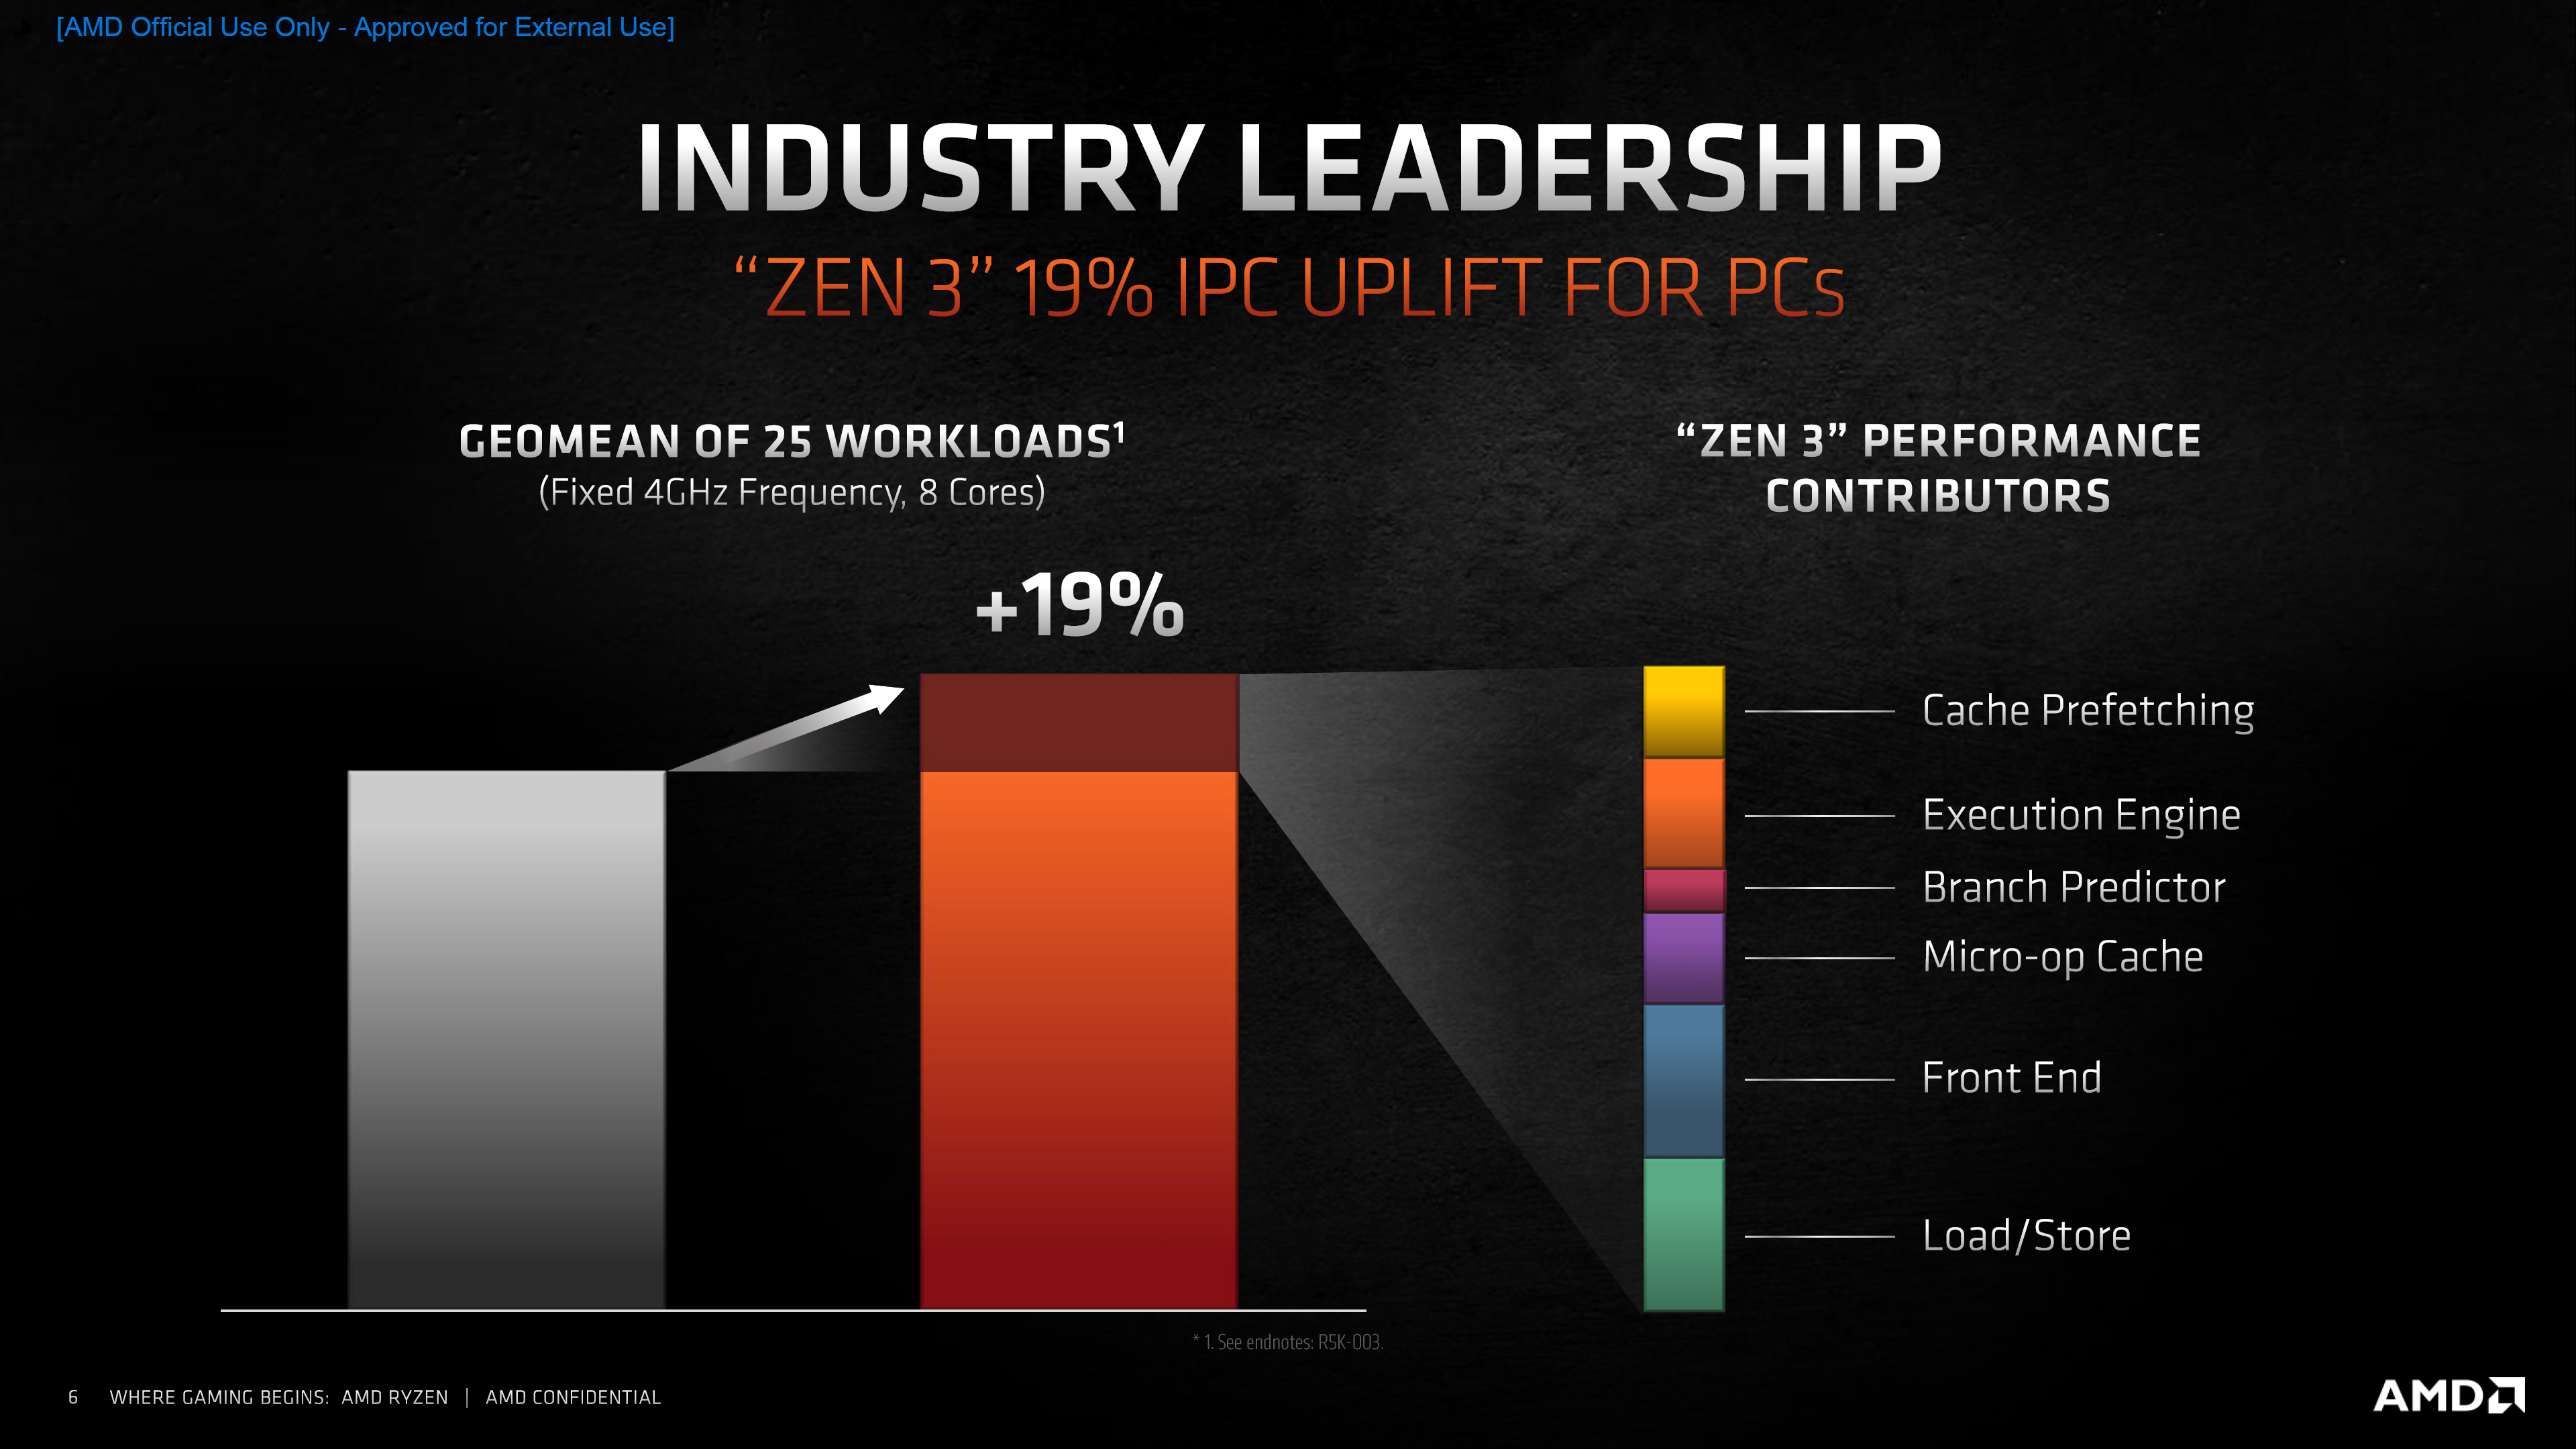 [AMD Official Use Only - Approved for External Use]
INDUSTRY LEADERSHIP
“ZEN 3” 19% IPC UPLIFT FOR PCs
GEOMEAN OF 25 WORKLOADS¹
(Fixed 4GHz Frequency, 8 Cores)
+19%
“ZEN 3” PERFORMANCE
CONTRIBUTORS
Cache Prefetching
Execution Engine
Branch Predictor
Micro-op Cache
Front End
Load/Store
* 1. See endnotes: R5K-003.
6 WHERE GAMING BEGINS: AMD RYZEN | AMD CONFIDENTIAL
AMD